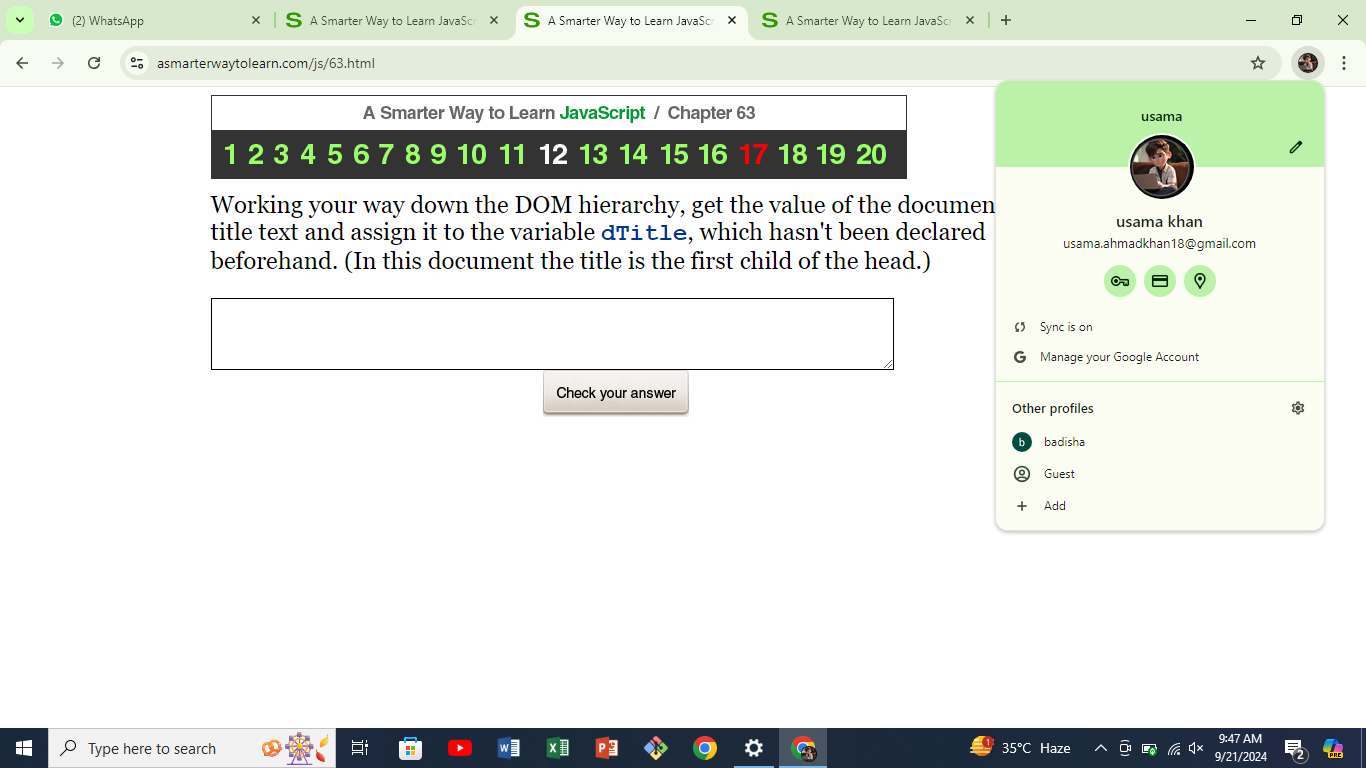 (2) WhatsApp
A Smarter Way to Learn JavaSc
A Smarter Way to Learn JavaSc
A Smarter Way to Learn JavaSc
asmarterwaytolearn.com/js/63.html
A Smarter Way to Learn JavaScript / Chapter 63
1 2 3 4 5 6 7 8 9 10 11 12 13 14 15 16 17 18 19 20
Working your way down the DOM hierarchy, get the value of the documen
title text and assign it to the variable dTitle, which hasn't been declared
beforehand. (In this document the title is the first child of the head.)
Check your answer
usama
usama khan
usama.ahmadkhan18@gmail.com
Sync is on
G Manage your Google Account
Other profiles
b badisha
Guest
Add
Type here to search
1
35°C Haze
9:47 AM
9/21/2024
2
PRE